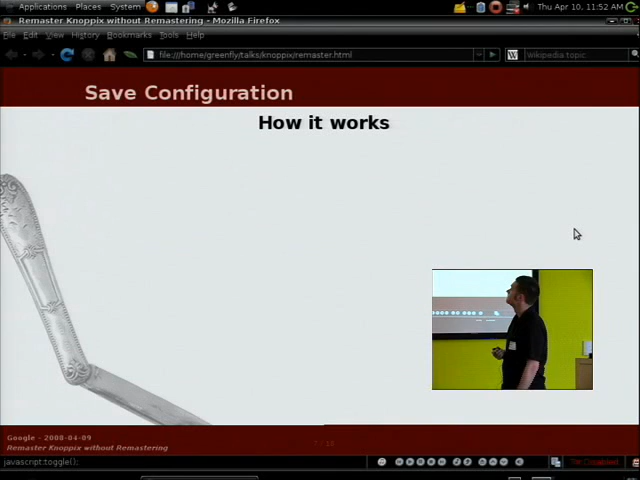 Applications Places System Thu Apr 10, 11:52 AM
Remaster Knoppix without Remastering - Mozilla Firefox
File Edit View History Bookmarks Tools Help
file:///home/greenfly/talks/knoppix/remaster.html W Wikipedia topic
Save Configuration
How it works
Google - 2008-04-09
Remaster Knoppix without Remastering
javascript:toggle(); Tor Disabled